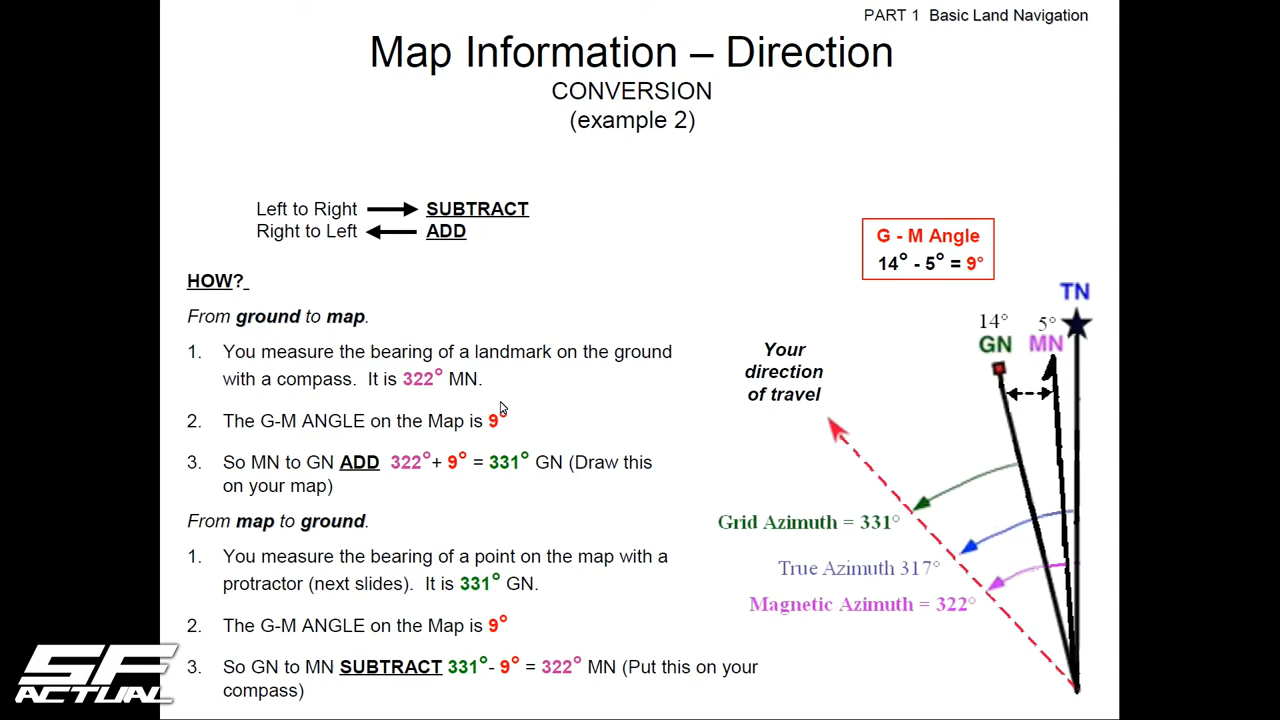 PART 1 Basic Land Navigation
Map Information – Direction
CONVERSION
(example 2)
Left to Right SUBTRACT
Right to Left ADD
HOW?
From ground to map.
1. You measure the bearing of a landmark on the ground
with a compass. It is 322° MN.
2. The G-M ANGLE on the Map is 9°
3. So MN to GN ADD 322°+ 9° = 331° GN (Draw this
on your map)
From map to ground.
1. You measure the bearing of a point on the map with a
protractor (next slides). It is 331° GN.
2. The G-M ANGLE on the Map is 9°
3. So GN to MN SUBTRACT 331°- 9° = 322° MN (Put this on your
compass)
G - M Angle
14° - 5° = 9°
TN
14° 5°
GN MN
Your
direction
of travel
Grid Azimuth = 331°
True Azimuth 317°
Magnetic Azimuth = 322°
SF
ACTUAL